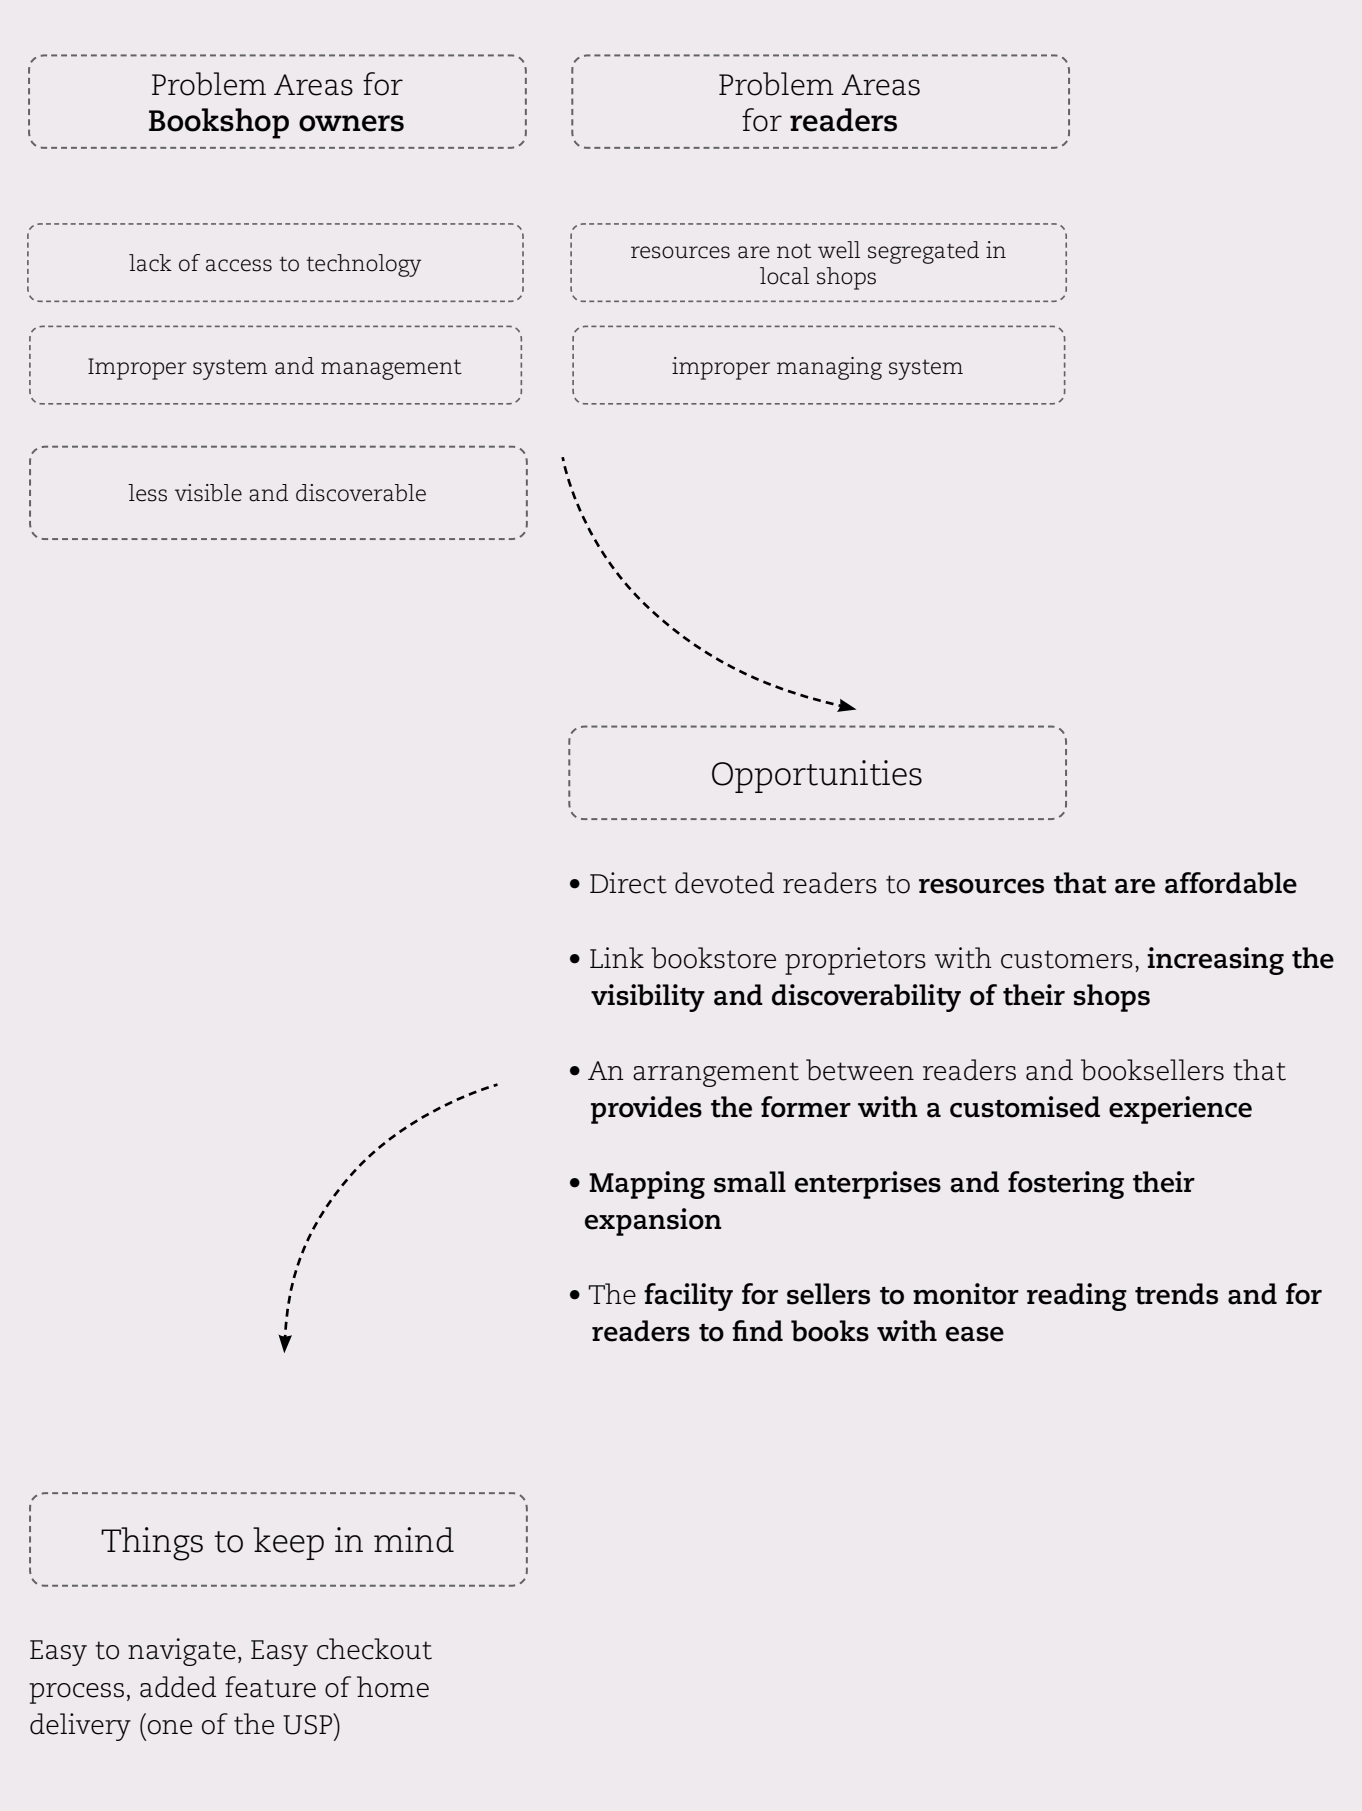 Problem Areas for
Bookshop owners
Problem Areas
for readers
lack of access to technology
resources are not well segregated in
local shops
Improper system and management
improper managing system
less visible and discoverable
Opportunities
• Direct devoted readers to resources that are affordable
• Link bookstore proprietors with customers, increasing the
visibility and discoverability of their shops
• An arrangement between readers and booksellers that
provides the former with a customised experience
• Mapping small enterprises and fostering their
expansion
• The facility for sellers to monitor reading trends and for
readers to find books with ease
Things to keep in mind
Easy to navigate, Easy checkout
process, added feature of home
delivery (one of the USP)